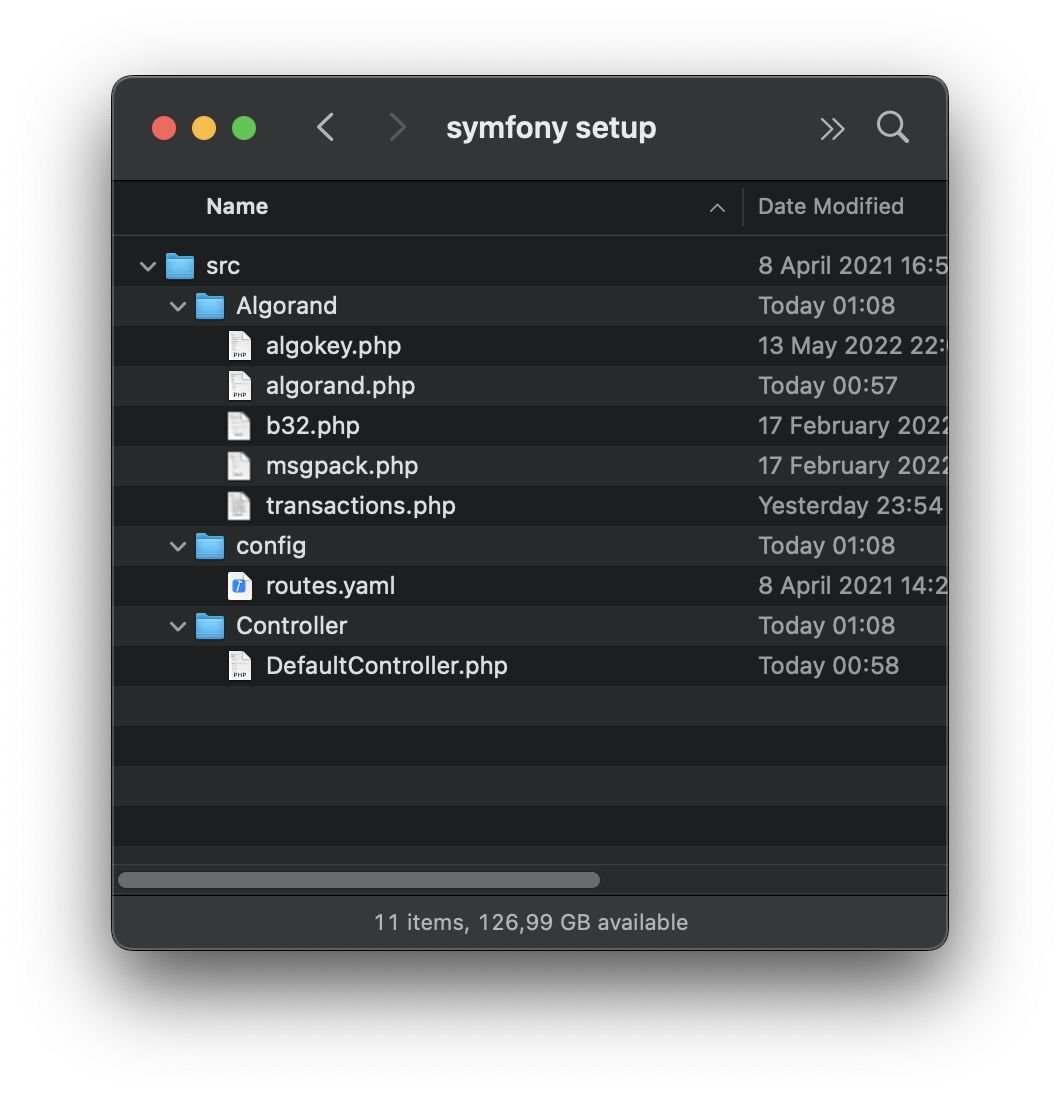 symfony setup
Name Date Modified
src 8 April 2021 16:5
Algorand Today 01:08
algokey.php 13 May 2022 22:
algorand.php Today 00:57
b32.php 17 February 2022
msgpack.php 17 February 2022
transactions.php Yesterday 23:54
config Today 01:08
routes.yaml 8 April 2021 14:2
Controller Today 01:08
DefaultController.php Today 00:58
11 items, 126,99 GB available